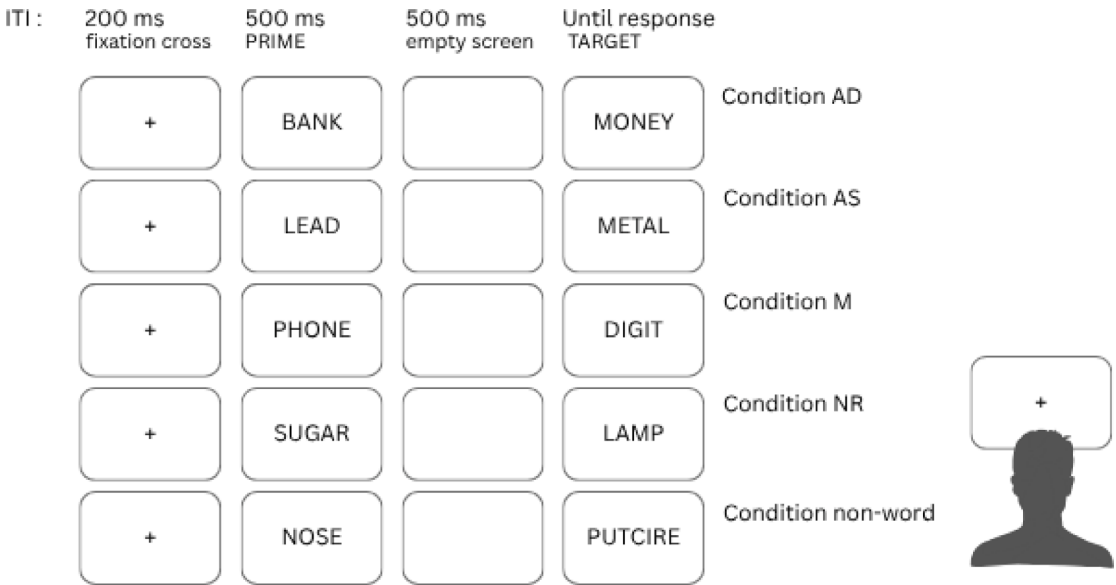 ITI : 200 ms 500 ms 500 ms Until response
fixation cross PRIME empty screen TARGET
+ BANK MONEY Condition AD
+ LEAD METAL Condition AS
+ PHONE DIGIT Condition M
+ SUGAR LAMP Condition NR
+
+ NOSE PUTCIRE Condition non-word